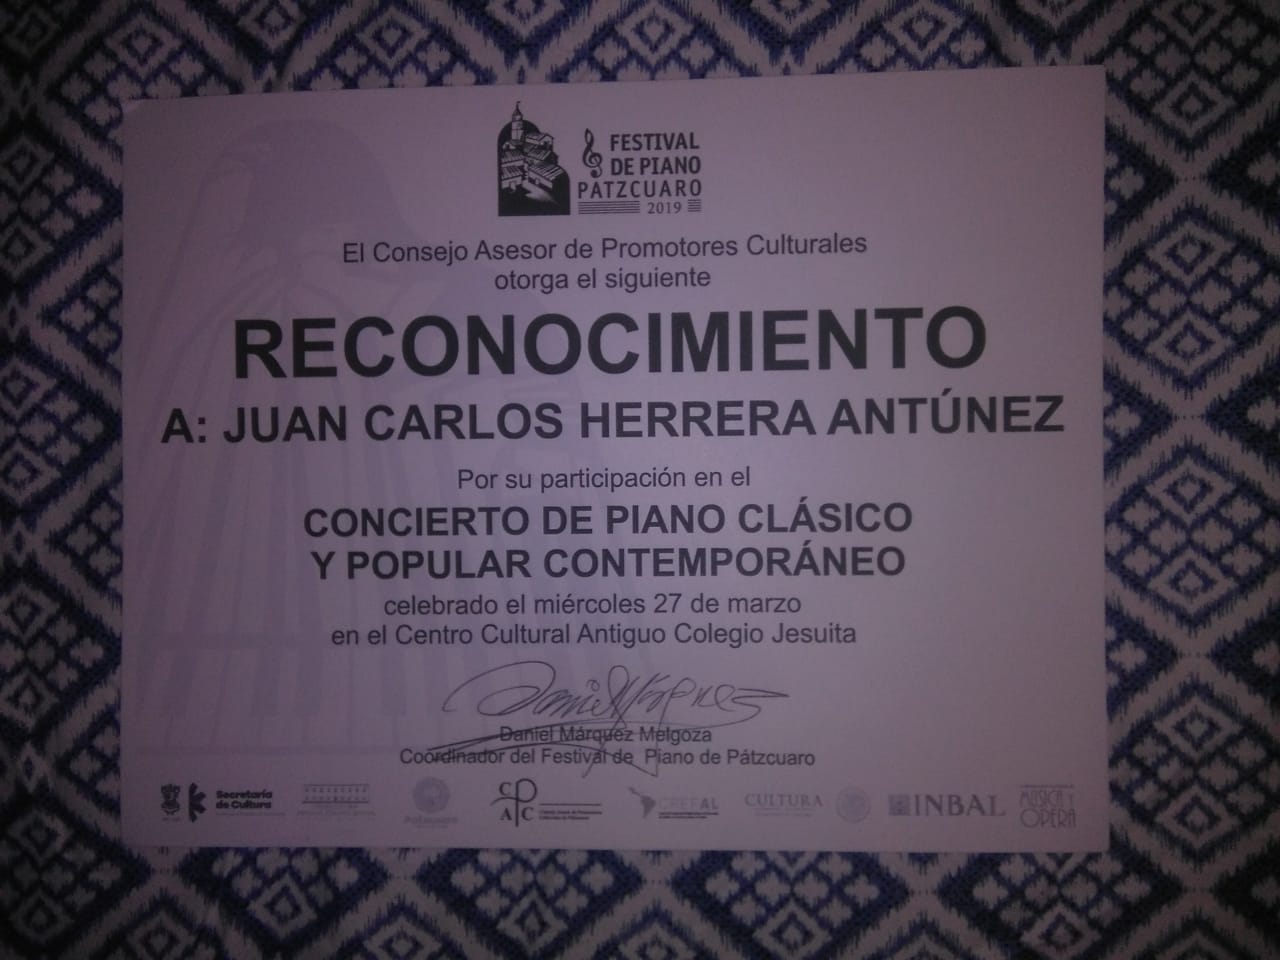 FESTIVAL
DE PIANO
PÁTZCUARO
2019
El Consejo Asesor de Promotores Culturales
otorga el siguiente
RECONOCIMIENTO
A: JUAN CARLOS HERRERA ANTÚNEZ
Por su participación en el
CONCIERTO DE PIANO CLÁSICO
Y POPULAR CONTEMPORÁNEO
celebrado el miércoles 27 de marzo
en el Centro Cultural Antiguo Colegio Jesuita
Daniel Márquez Melgoza
Coordinador del Festival de Piano de Pátzcuaro
Secretaría
de Cultura
CPAC
CREFAL
CULTURA
INBAL
MÚSICA Y
ÓPERA